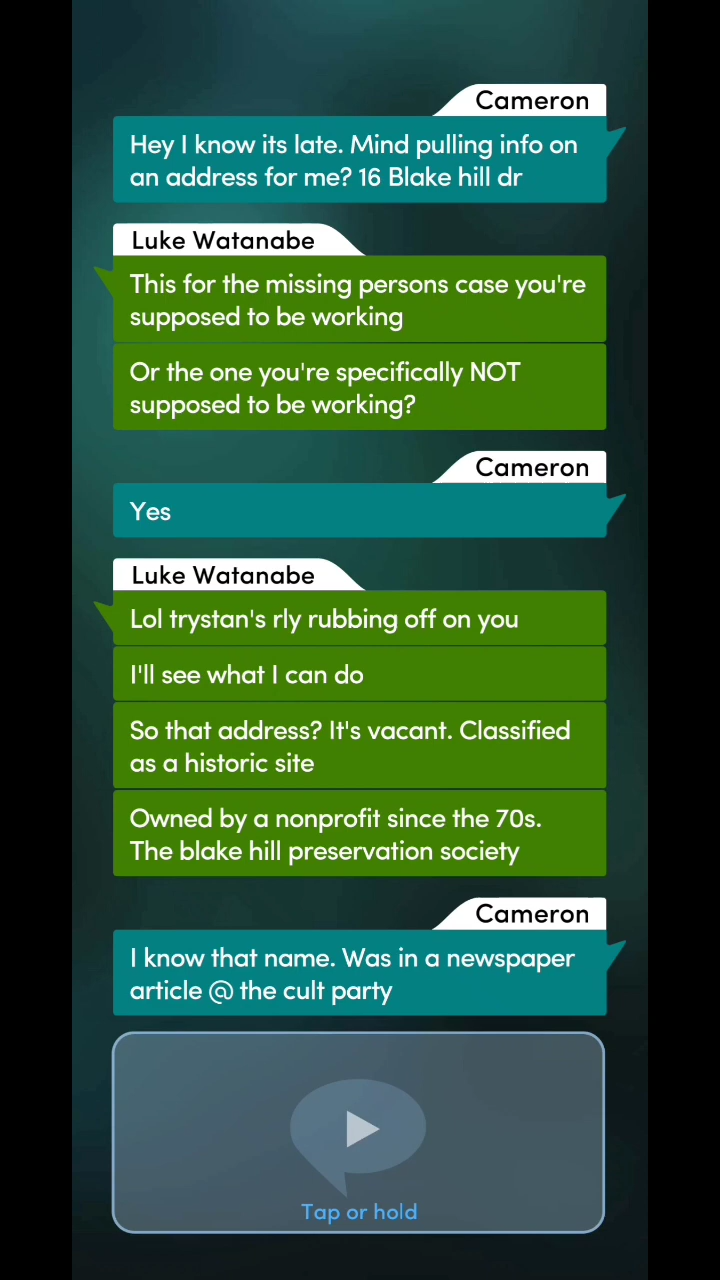 Cameron
Hey I know its late. Mind pulling info on
an address for me? 16 Blake hill dr
Luke Watanabe
This for the missing persons case you're
supposed to be working
Or the one you're specifically NOT
supposed to be working?
Cameron
Yes
Luke Watanabe
Lol trystan's rly rubbing off on you
I'll see what I can do
So that address? It's vacant. Classified
as a historic site
Owned by a nonprofit since the 70s.
The blake hill preservation society
Cameron
I know that name. Was in a newspaper
article @ the cult party
Tap or hold